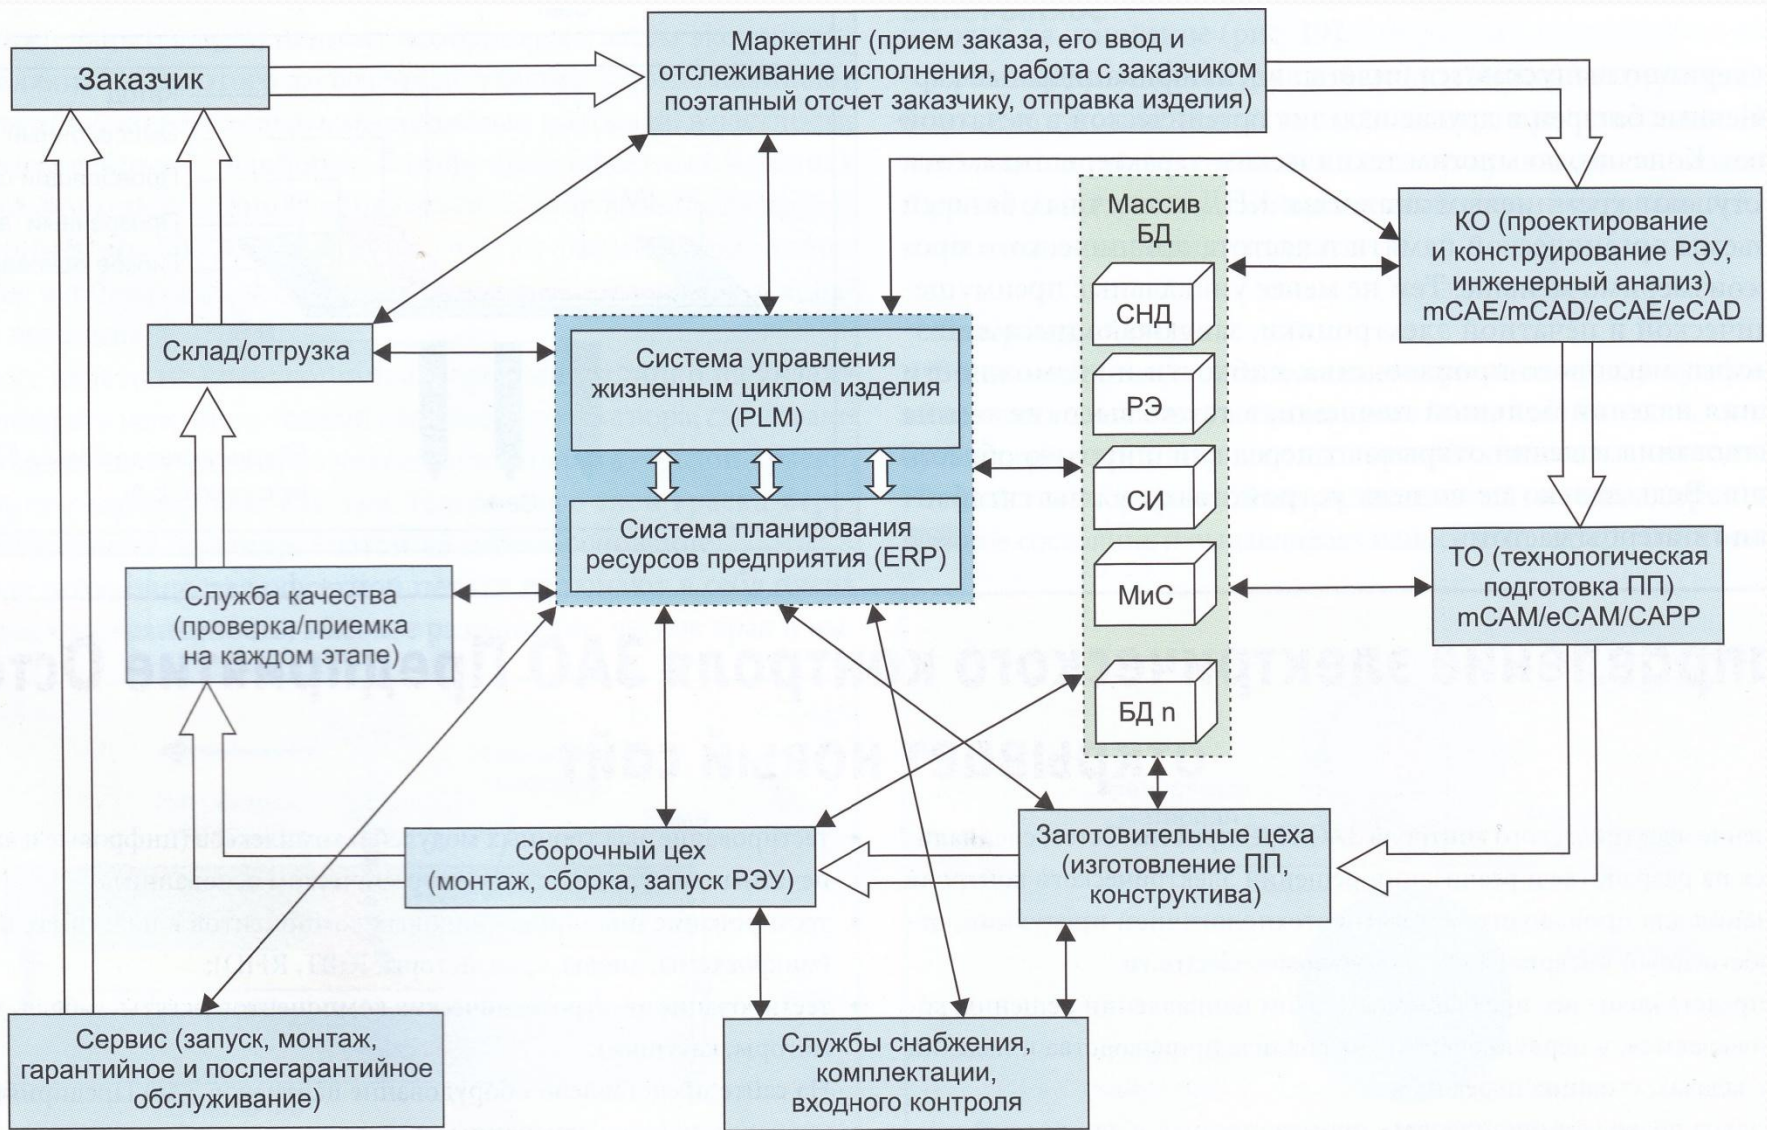 Заказчик
Маркетинг (прием заказа, его ввод и
отслеживание исполнения, работа с заказчиком
поэтапный отсчет заказчику, отправка изделия)
Массив
БД
СНД
РЭ
СИ
МиС
БД n
КО (проектирование
и конструирование РЭУ,
инженерный анализ)
mCAE/mCAD/eCAE/eCAD
Склад/отгрузка
Система управления
жизненным циклом изделия
(PLM)
Система планирования
ресурсов предприятия (ERP)
ТО (технологическая
подготовка ПП)
mCAM/eCAM/CAPP
Служба качества
(проверка/приемка
на каждом этапе)
Сборочный цех
(монтаж, сборка, запуск РЭУ)
Заготовительные цеха
(изготовление ПП,
конструктива)
Сервис (запуск, монтаж,
гарантийное и послегарантийное
обслуживание)
Службы снабжения,
комплектации,
входного контроля